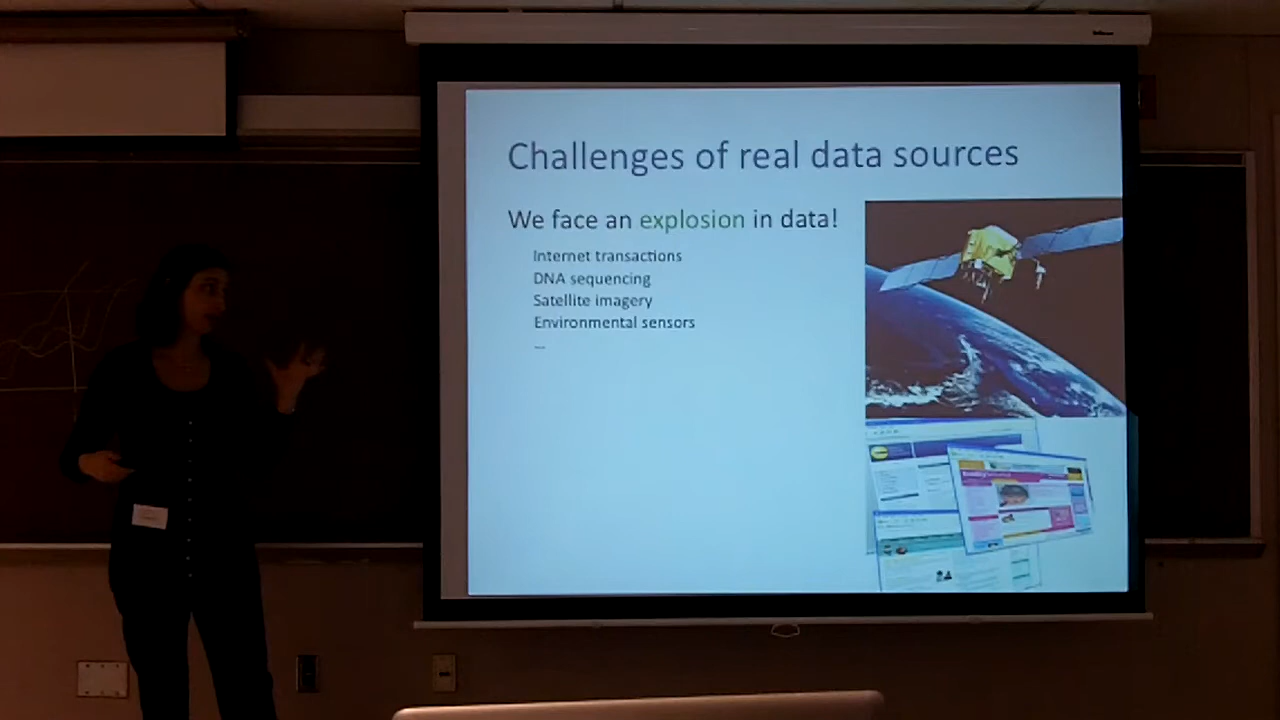 Challenges of real data sources
We face an explosion in data!
Internet transactions
DNA sequencing
Satellite imagery
Environmental sensors
...